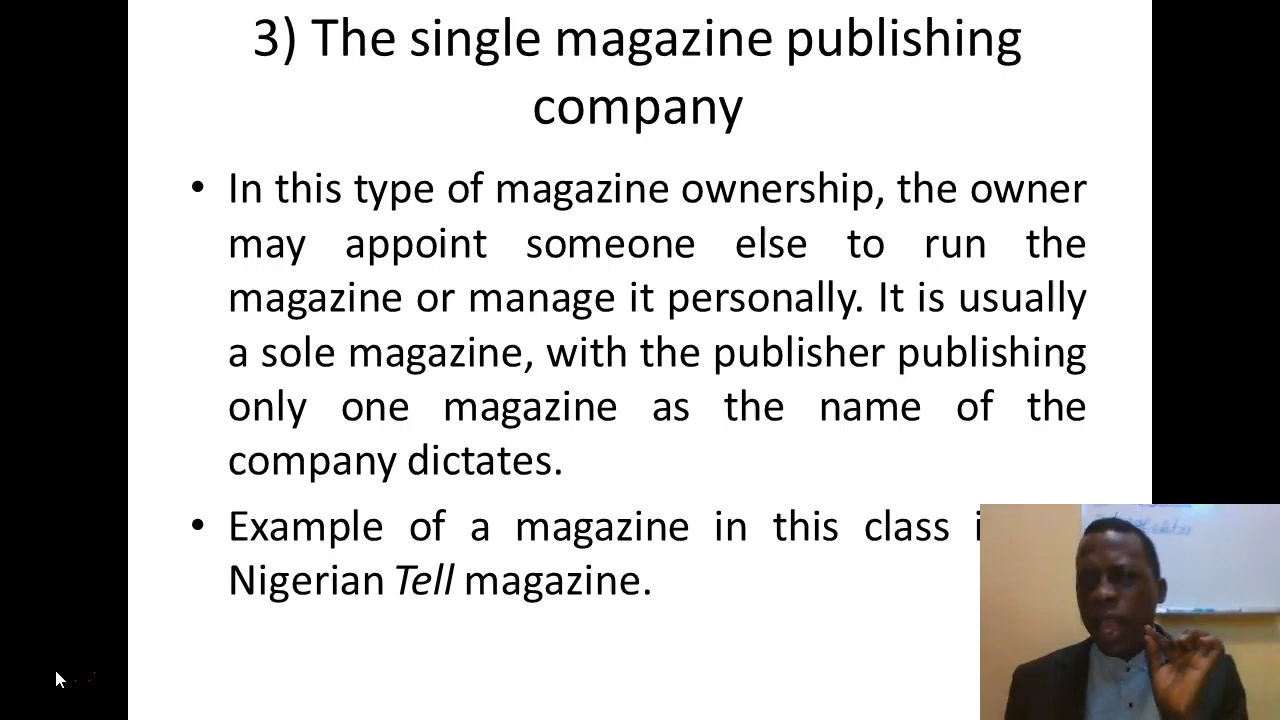 3) The single magazine publishing
company
• In this type of magazine ownership, the owner
may appoint someone else to run the
magazine or manage it personally. It is usually
a sole magazine, with the publisher publishing
only one magazine as the name of the
company dictates.
• Example of a magazine in this class
Nigerian Tell magazine.